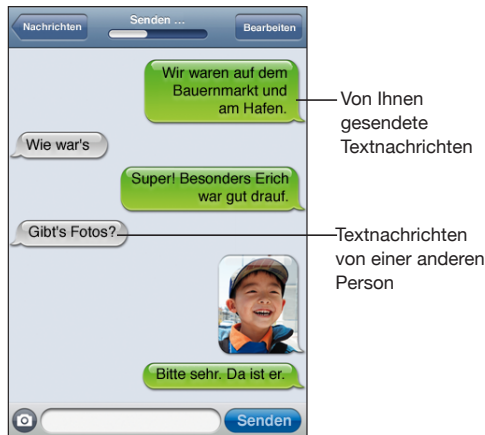 Nachrichten
Senden ...
Bearbeiten
Wir waren auf dem
Bauernmarkt und
am Hafen.
Von Ihnen
gesendete
Textnachrichten
Wie war's
Super! Besonders Erich
war gut drauf.
Gibt's Fotos?
Textnachrichten
von einer anderen
Person
Bitte sehr. Da ist er.
Senden